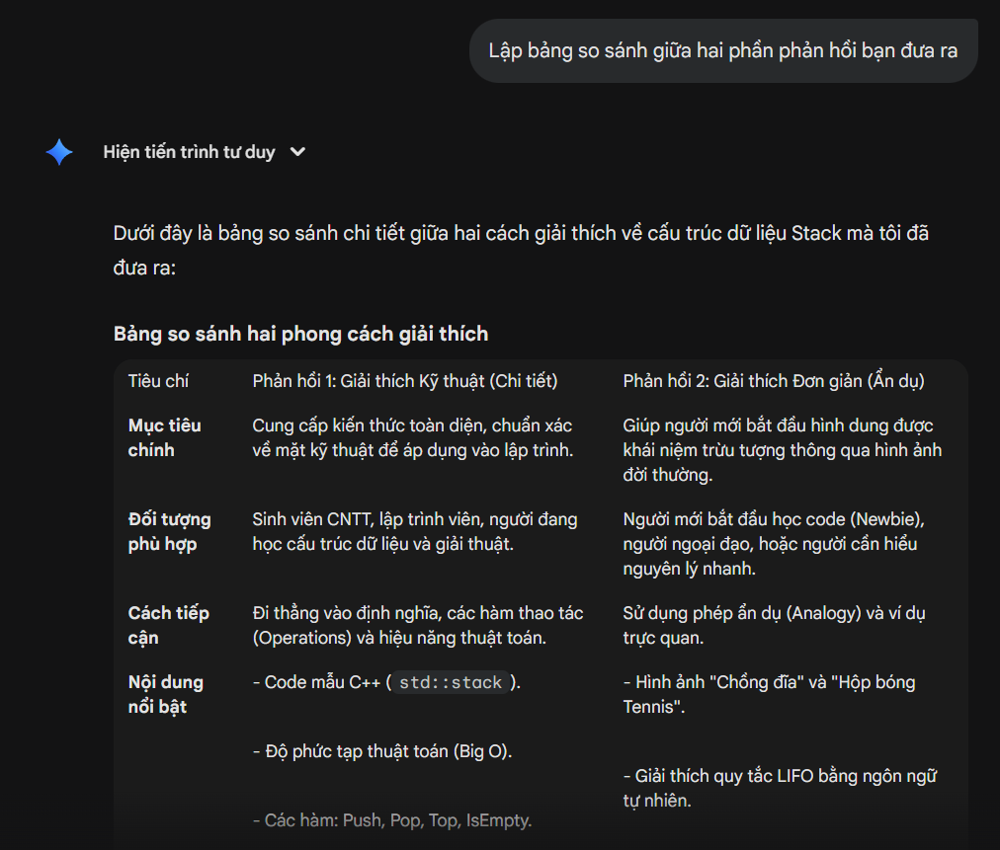 Lập bảng so sánh giữa hai phần phản hồi bạn đưa ra
Hiện tiến trình tư duy
Dưới đây là bảng so sánh chi tiết giữa hai cách giải thích về cấu trúc dữ liệu Stack mà tôi đã
đưa ra:
Bảng so sánh hai phong cách giải thích
Tiêu chí
Phản hồi 1: Giải thích Kỹ thuật (Chi tiết)
Phản hồi 2: Giải thích Đơn giản (Ẩn dụ)
Mục tiêu
chính
Cung cấp kiến thức toàn diện, chuẩn xác
về mặt kỹ thuật để áp dụng vào lập trình.
Giúp người mới bắt đầu hình dung được
khái niệm trừu tượng thông qua hình ảnh
đời thường.
Đối tượng
phù hợp
Sinh viên CNTT, lập trình viên, người đang
học cấu trúc dữ liệu và giải thuật.
Người mới bắt đầu học code (Newbie),
người ngoại đạo, hoặc người cần hiểu
nguyên lý nhanh.
Cách tiếp
cận
Đi thẳng vào định nghĩa, các hàm thao tác
(Operations) và hiệu năng thuật toán.
Sử dụng phép ẩn dụ (Analogy) và ví dụ
trực quan.
Nội dung
nổi bật
- Code mẫu C++ ( std::stack ).
- Độ phức tạp thuật toán (Big O).
- Các hàm: Push, Pop, Top, IsEmpty.
- Hình ảnh "Chồng đĩa" và "Hộp bóng
Tennis".
- Giải thích quy tắc LIFO bằng ngôn ngữ
tự nhiên.